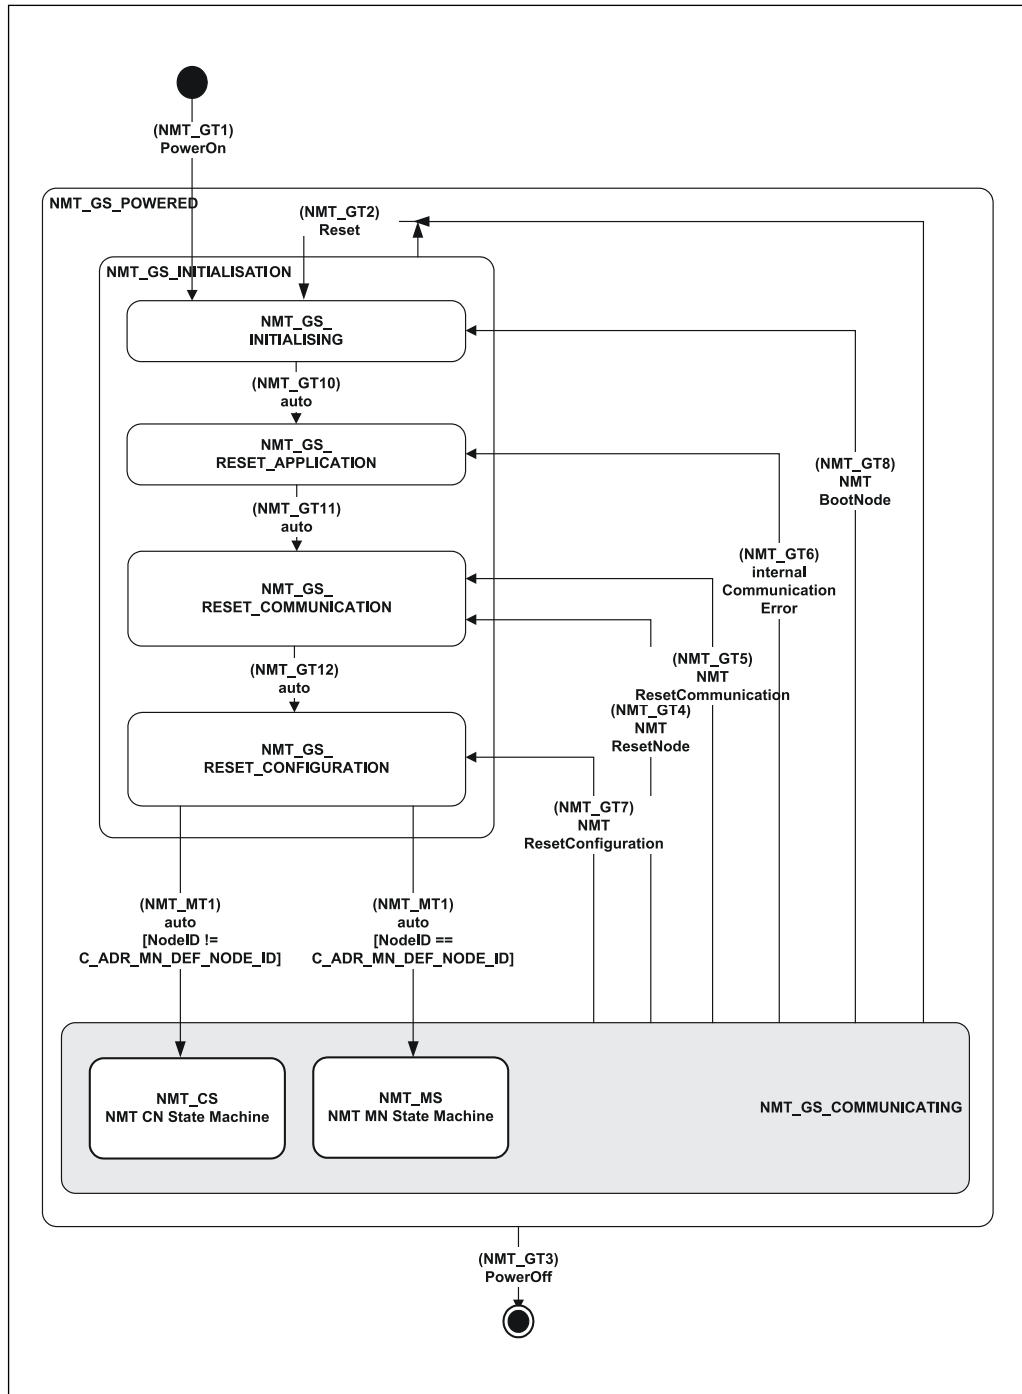 (NMT_GT1)
PowerOn
NMT_GS_POWERED
(NMT_GT2)
Reset
NMT_GS_INITIALISATION
NMT_GS_
INITIALISING
(NMT_GT10)
auto
NMT_GS_
RESET_APPLICATION
(NMT_GT11)
auto
NMT_GS_
RESET_COMMUNICATION
(NMT_GT12)
auto
NMT_GS_
RESET_CONFIGURATION
(NMT_GT8)
NMT
BootNode
(NMT_GT6)
internal
Communication
Error
(NMT_GT5)
NMT
ResetCommunication
(NMT_GT4)
NMT
ResetNode
(NMT_GT7)
NMT
ResetConfiguration
(NMT_MT1)
auto
[NodeID !=
C_ADR_MN_DEF_NODE_ID]
(NMT_MT1)
auto
[NodeID ==
C_ADR_MN_DEF_NODE_ID]
NMT_CS
NMT CN State Machine
NMT_MS
NMT MN State Machine
NMT_GS_COMMUNICATING
(NMT_GT3)
PowerOff